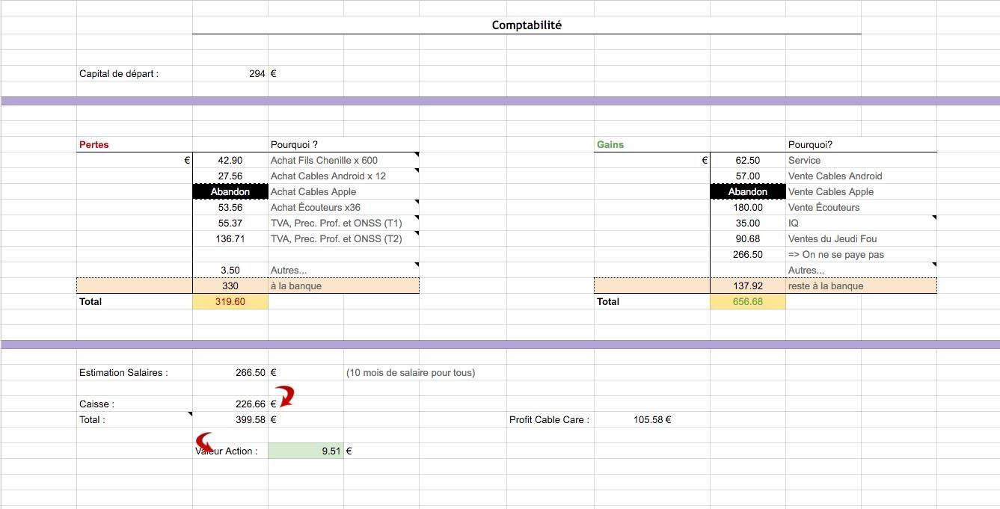 Comptabilité
Capital de départ : 294 €
Pertes Pourquoi ? Gains Pourquoi?
€ 42.90 Achat Fils Chenille x 600 € 62.50 Service
27.56 Achat Cables Android x 12 57.00 Vente Cables Android
Abandon Achat Cables Apple Abandon Vente Cables Apple
53.56 Achat Écouteurs x36 180.00 Vente Écouteurs
55.37 TVA, Prec. Prof. et ONSS (T1) 35.00 IQ
136.71 TVA, Prec. Prof. et ONSS (T2) 90.68 Ventes du Jeudi Fou
266.50 => On ne se paye pas
3.50 Autres... Autres...
330 à la banque 137.92 reste à la banque
Total 319.60 Total 656.68
Estimation Salaires : 266.50 € (10 mois de salaire pour tous)
Caisse : 226.66 €
Total : 399.58 € Profit Cable Care : 105.58 €
Valeur Action : 9.51 €